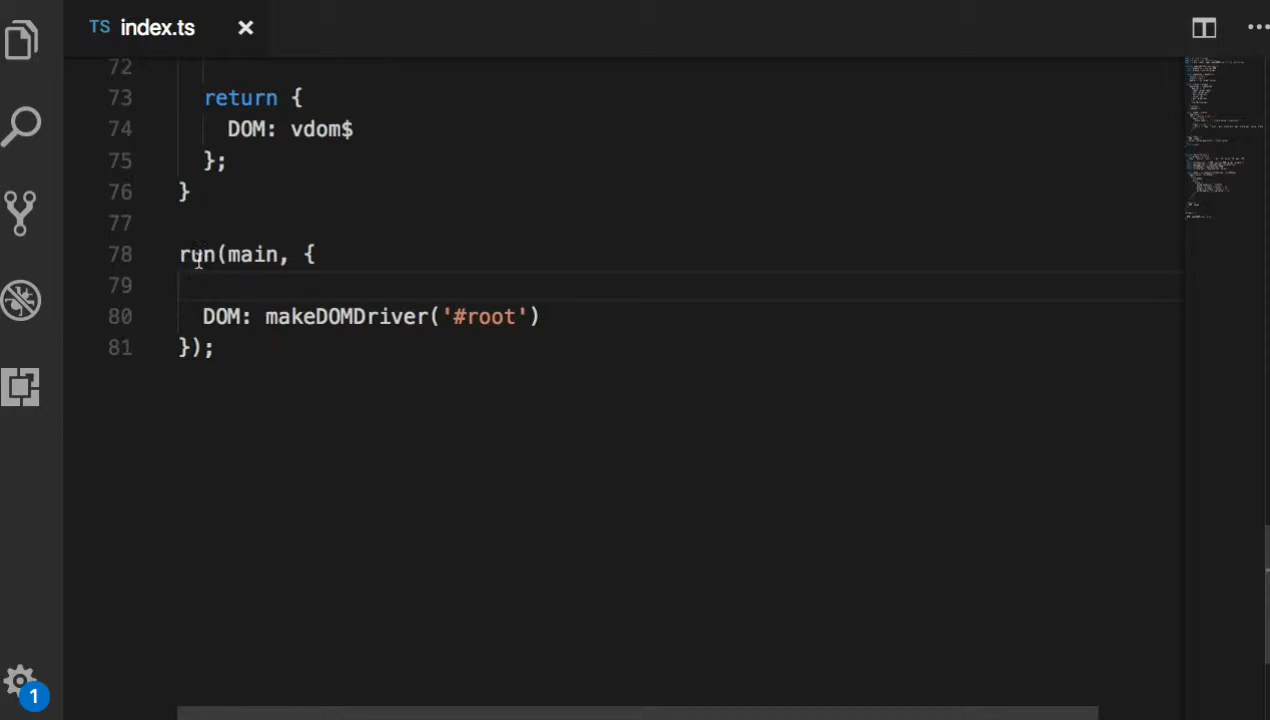 TS index.ts
72
73 return {
74 DOM: vdom$
75 };
76 }
77
78 run(main, {
79
80 DOM: makeDOMDriver('#root')
81 });
1